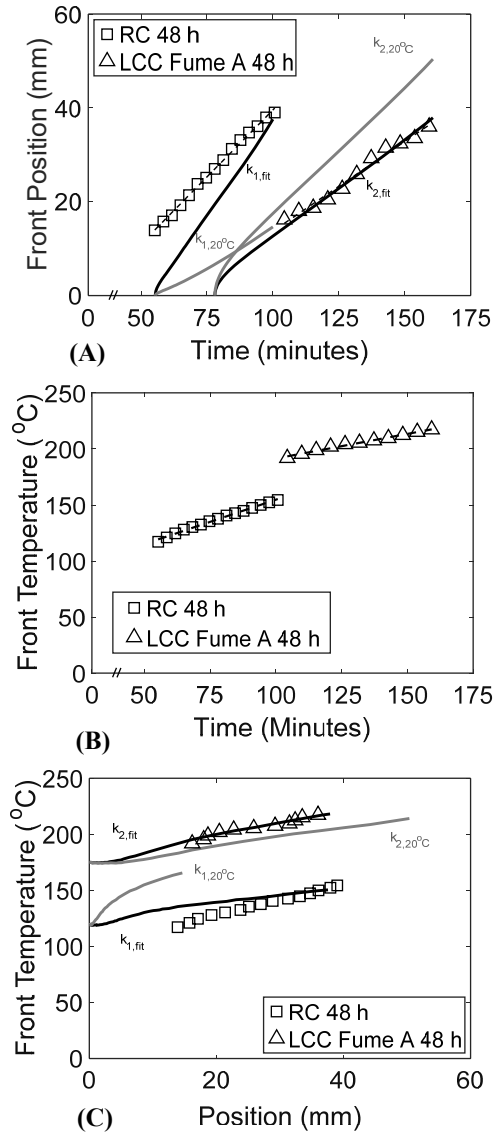 60
40
20
0
Front Position (mm)
RC 48 h
LCC Fume A 48 h
k2,20°C
k1,fit
k2,fit
k1,20°C
0 50 75 100 125 150 175
(A)
Time (minutes)
250
200
150
100
50
0
Front Temperature (°C)
RC 48 h
LCC Fume A 48 h
0 50 75 100 125 150 175
(B)
Time (Minutes)
250
200
150
100
50
0
Front Temperature (°C)
k2,fit
k2,20°C
k1,20°C
k1,fit
RC 48 h
LCC Fume A 48 h
0 20 40 60
(C)
Position (mm)